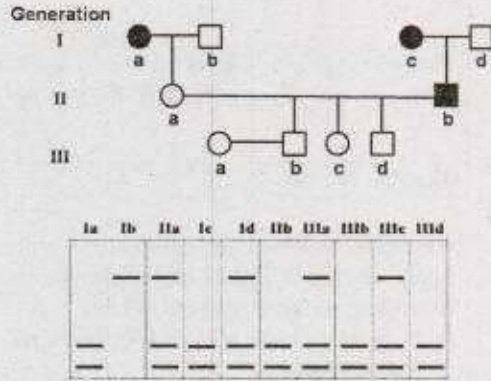 Generation
I
a b c d
II
a b
III
a b c d
Ia Ib IIa Ic Id IIb IIIa IIIb IIIc IIId